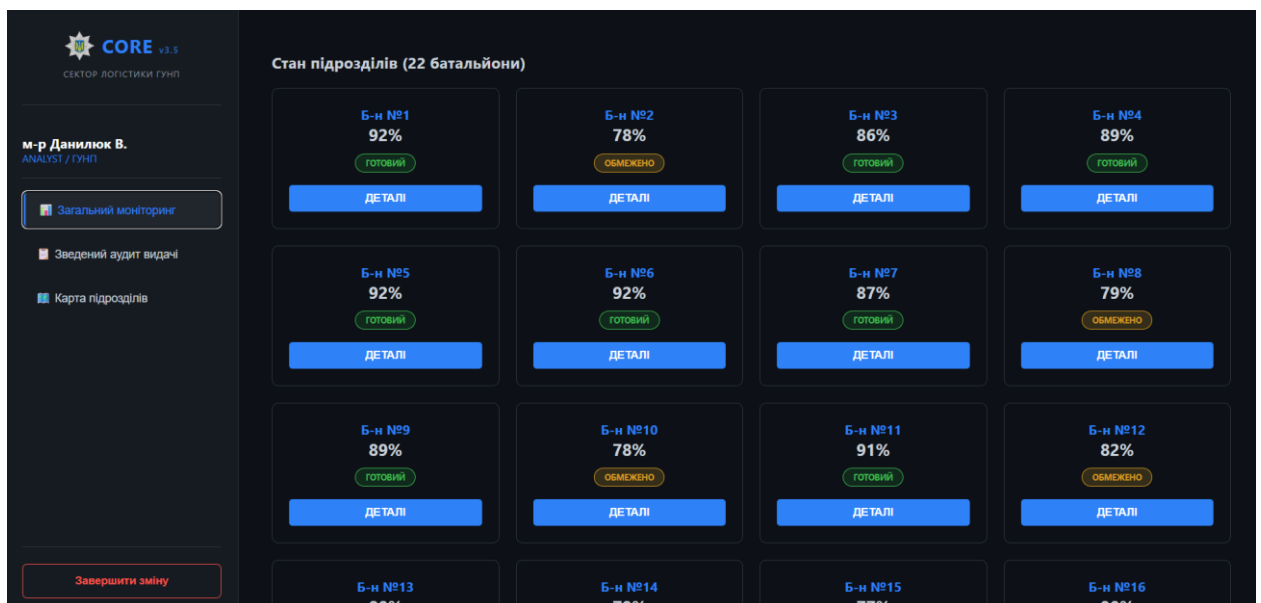 CORE v3.5
СЕКТОР ЛОГІСТИКИ ГУНП
м-р Данилюк В.
ANALYST / ГУНП
Загальний моніторинг
Зведений аудит видачі
Карта підрозділів
Завершити зміну
Стан підрозділів (22 батальйони)
Б-н №1
92%
ГОТОВИЙ
ДЕТАЛІ
Б-н №2
78%
ОБМЕЖЕНО
ДЕТАЛІ
Б-н №3
86%
ГОТОВИЙ
ДЕТАЛІ
Б-н №4
89%
ГОТОВИЙ
ДЕТАЛІ
Б-н №5
92%
ГОТОВИЙ
ДЕТАЛІ
Б-н №6
92%
ГОТОВИЙ
ДЕТАЛІ
Б-н №7
87%
ГОТОВИЙ
ДЕТАЛІ
Б-н №8
79%
ОБМЕЖЕНО
ДЕТАЛІ
Б-н №9
89%
ГОТОВИЙ
ДЕТАЛІ
Б-н №10
78%
ОБМЕЖЕНО
ДЕТАЛІ
Б-н №11
91%
ГОТОВИЙ
ДЕТАЛІ
Б-н №12
82%
ОБМЕЖЕНО
ДЕТАЛІ
Б-н №13
Б-н №14
Б-н №15
Б-н №16